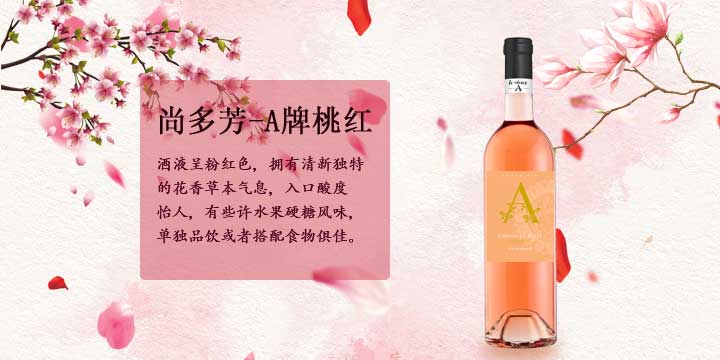 尚多芳-A牌桃红
酒液呈粉红色，拥有清新独特
的花香草本气息，入口酸度
怡人，有些许水果硬糖风味，
单独品饮或者搭配食物俱佳。
A
A